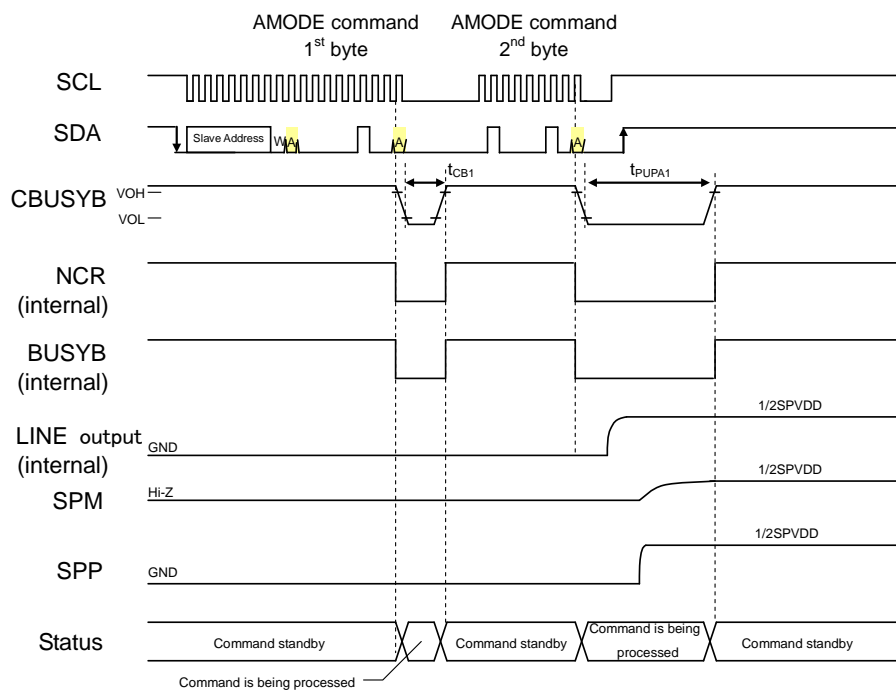 AMODE command
1st byte
AMODE command
2nd byte
SCL
SDA
Slave Address
W
A
A
A
tCB1
tPUPA1
CBUSYB
VOH
VOL
NCR
(internal)
BUSYB
(internal)
LINE output
(internal)
GND
1/2SPVDD
SPM
Hi-Z
1/2SPVDD
SPP
GND
1/2SPVDD
Status
Command standby
Command standby
Command is being
processed
Command standby
Command is being processed